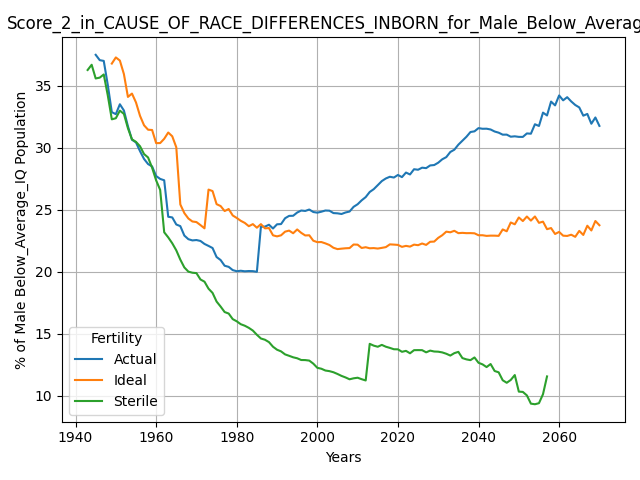 Score_2_in_CAUSE_OF_RACE_DIFFERENCES_INBORN_for_Male_Below_Averag
% of Male Below_Average_IQ Population
35
30
25
20
15
10
Fertility
Actual
Ideal
Sterile
1940 1960 1980 2000 2020 2040 2060
Years